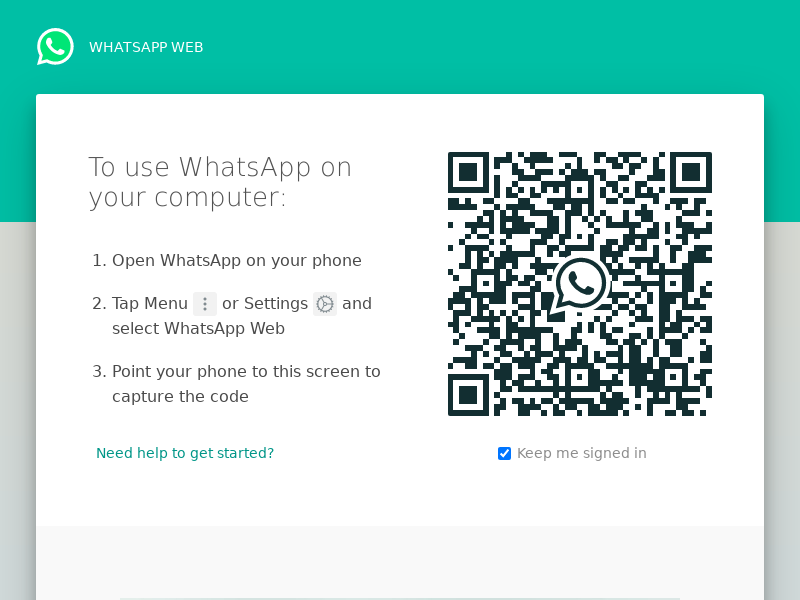 WHATSAPP WEB
To use WhatsApp on
your computer:
1. Open WhatsApp on your phone
2. Tap Menu or Settings and
select WhatsApp Web
3. Point your phone to this screen to
capture the code
Need help to get started?
Keep me signed in